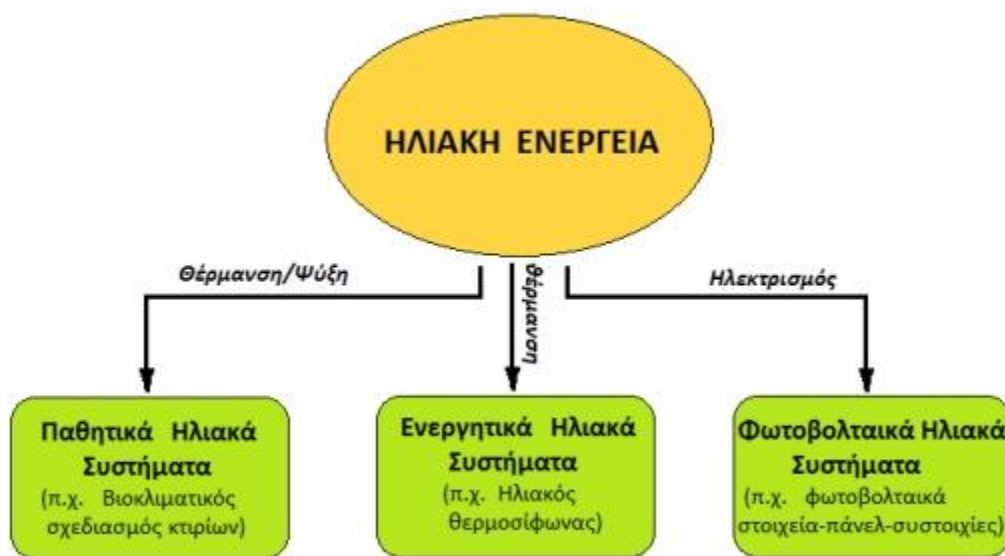 ΗΛΙΑΚΗ ΕΝΕΡΓΕΙΑ
Θέρμανση/Ψύξη
θέρμανση
Ηλεκτρισμός
Παθητικά Ηλιακά
Συστήματα
(π.χ. Βιοκλιματικός
σχεδιασμός κτιρίων)
Ενεργητικά Ηλιακά
Συστήματα
(π.χ. Ηλιακός
θερμοσίφωνας)
Φωτοβολταικά Ηλιακά
Συστήματα
(π.χ. φωτοβολταικά
στοιχεία-πάνελ-συστοιχίες)